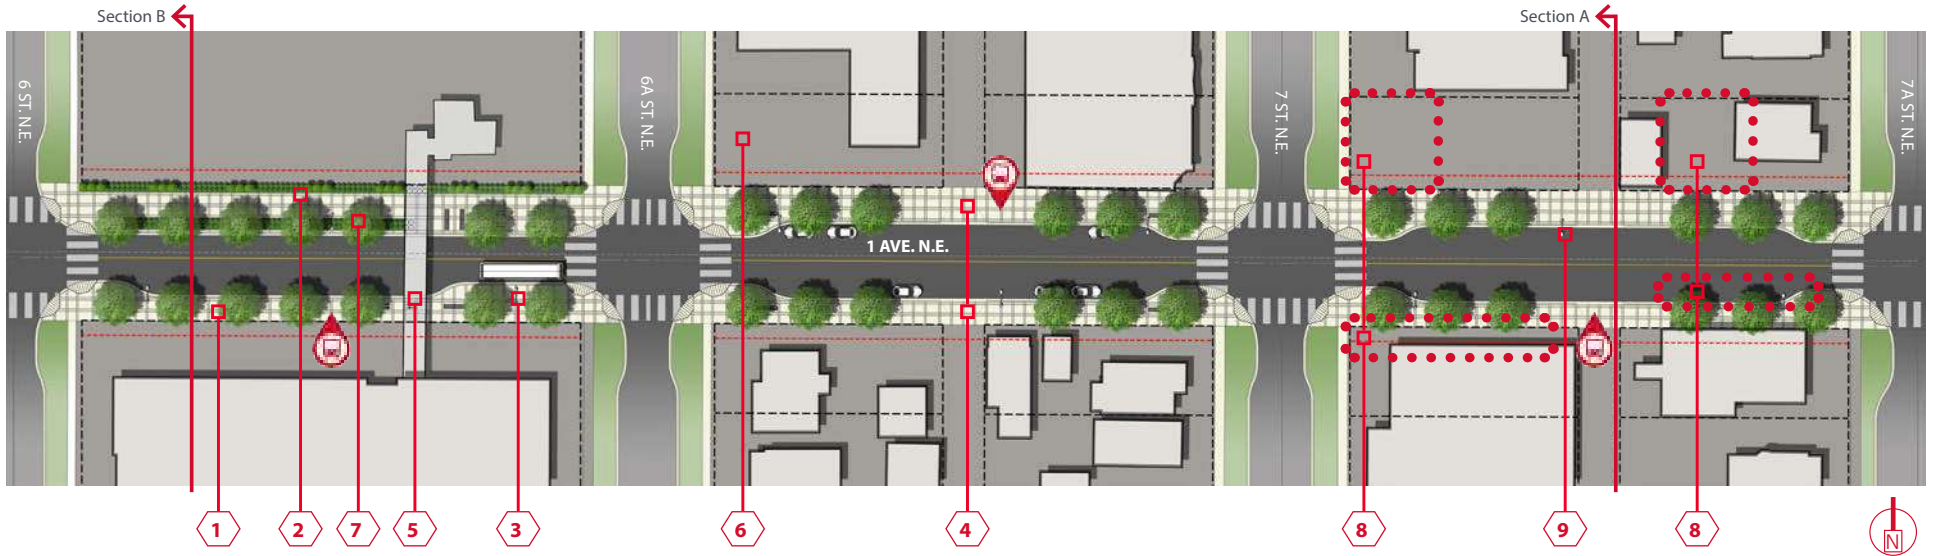 Section B
Section A
6 ST. N.E.
6A ST. N.E.
7 ST. N.E.
7A ST. N.E.
1 AVE. N.E.
1
2
7
5
3
6
4
8
9
8
N